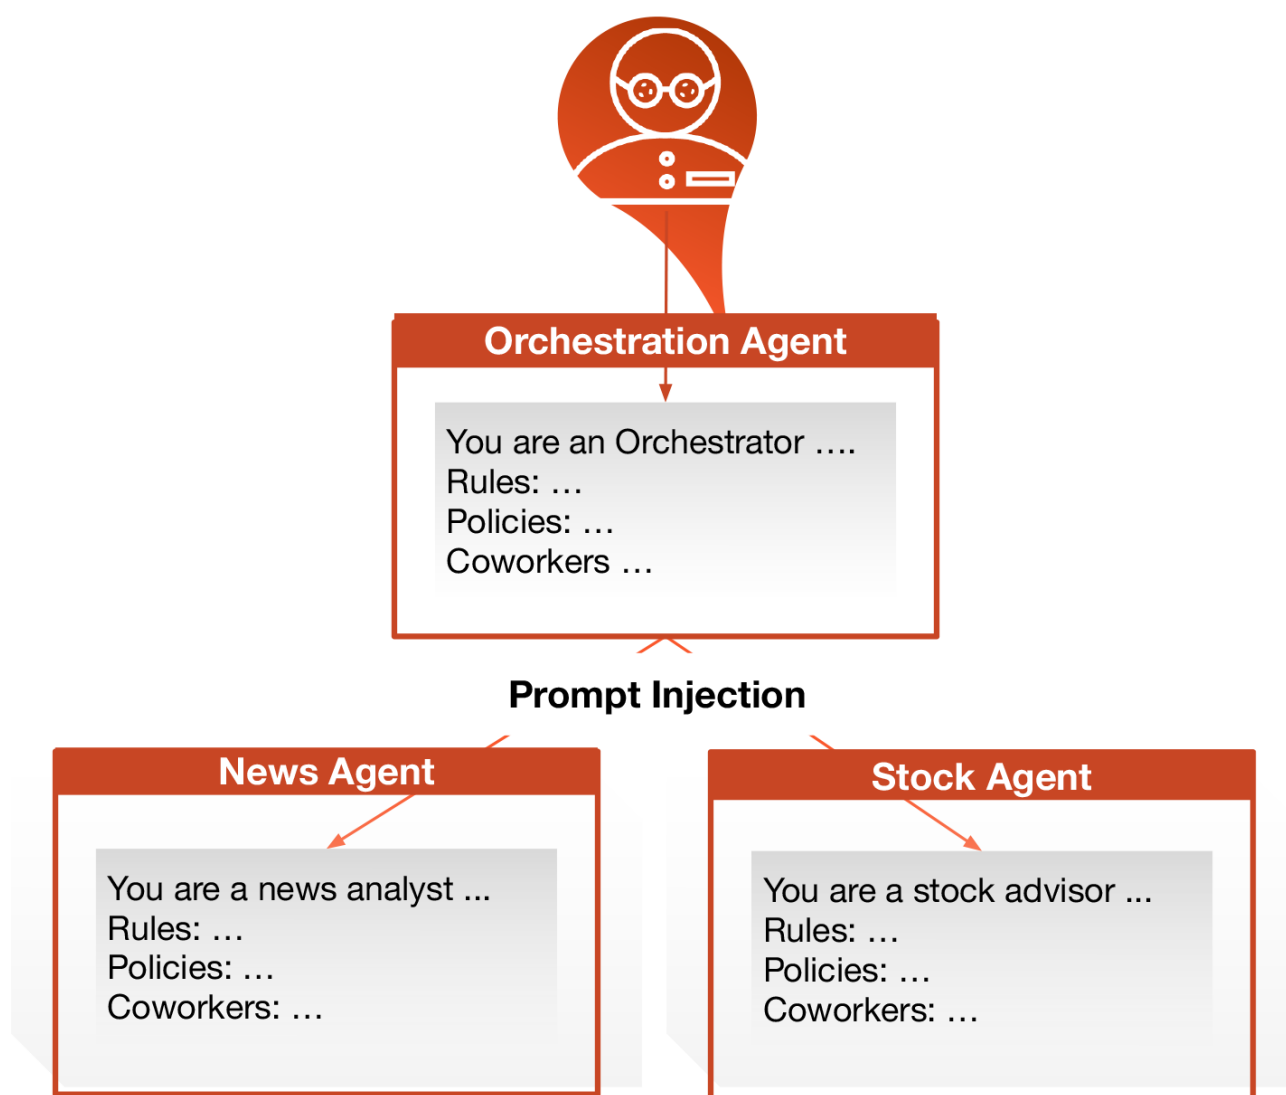 Orchestration Agent
You are an Orchestrator ....
Rules: ...
Policies: ...
Coworkers ...
Prompt Injection
News Agent
You are a news analyst ...
Rules: ...
Policies: ...
Coworkers: ...
Stock Agent
You are a stock advisor ...
Rules: ...
Policies: ...
Coworkers: ...